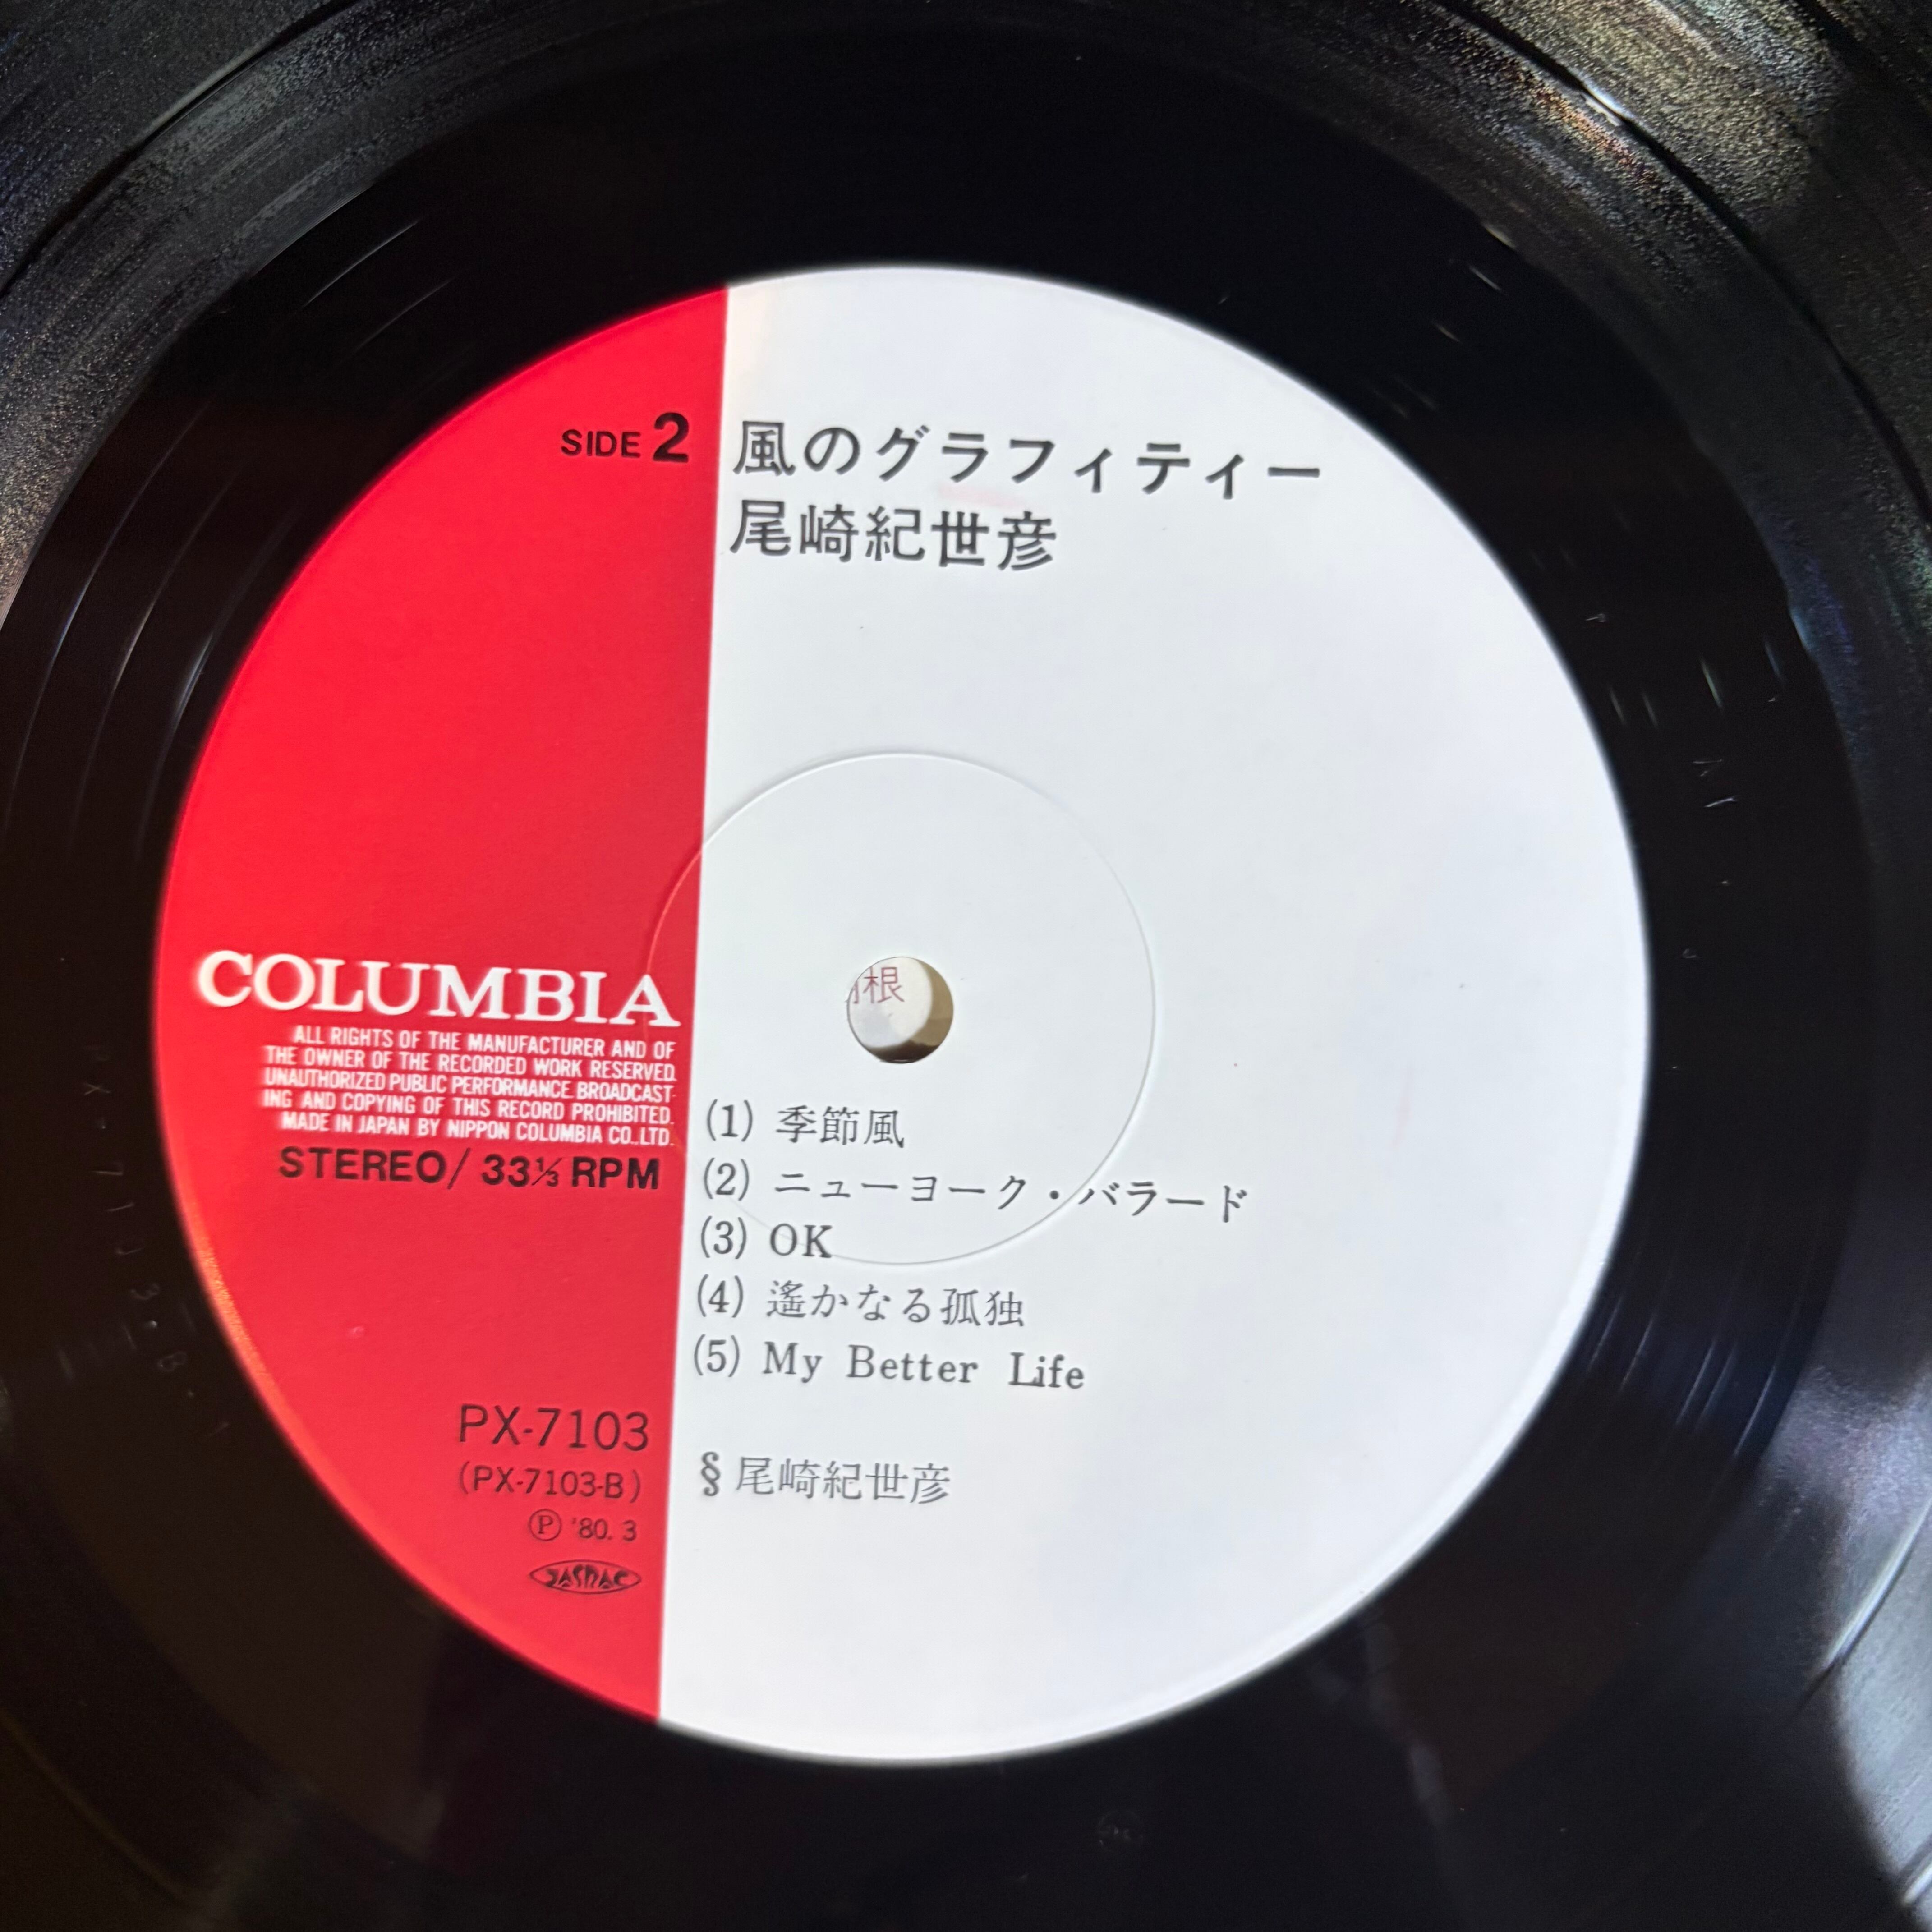 SIDE 2
風のグラフィティー
尾崎紀世彦
根
COLUMBIA
ALL RIGHTS OF THE MANUFACTURER AND OF
THE OWNER OF THE RECORDED WORK RESERVED.
UNAUTHORIZED PUBLIC PERFORMANCE. BROADCAST-
ING AND COPYING OF THIS RECORD PROHIBITED.
MADE IN JAPAN BY NIPPON COLUMBIA CO., LTD.
STEREO/ 33⅓ RPM
(1) 季節風
(2) ニューヨーク・バラード
(3) OK
(4) 遙かなる孤独
(5) My Better Life
§ 尾崎紀世彦
PX-7103
(PX-7103-B)
Ⓟ '80. 3
JASRAC